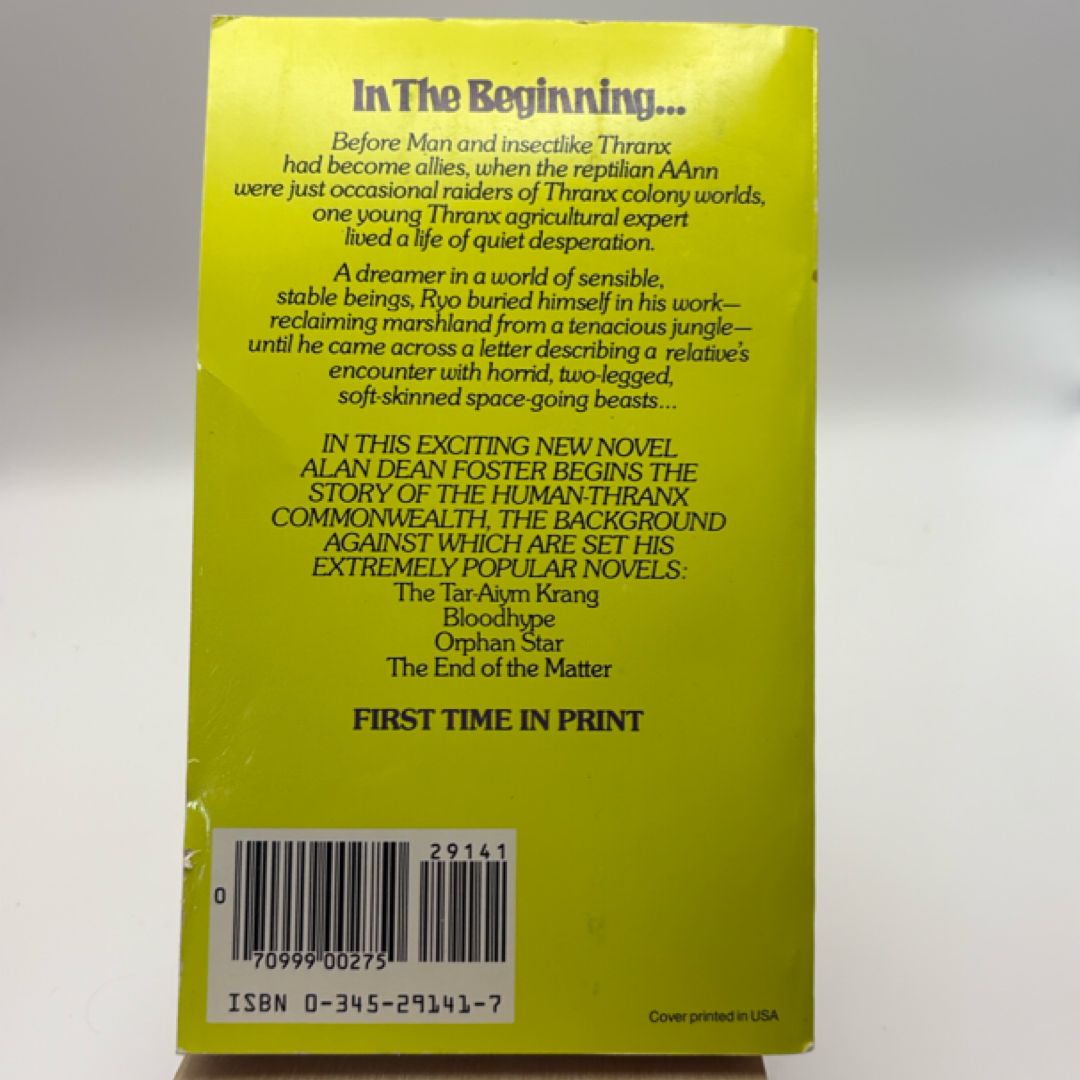 In The Beginning...
Before Man and insectlike Thranx
had become allies, when the reptilian AAnn
were just occasional raiders of Thranx colony worlds,
one young Thranx agricultural expert
lived a life of quiet desperation.
A dreamer in a world of sensible,
stable beings, Ryo buried himself in his work—
reclaiming marshland from a tenacious jungle—
until he came across a letter describing a relative's
encounter with horrid, two-legged,
soft-skinned space-going beasts...
IN THIS EXCITING NEW NOVEL
ALAN DEAN FOSTER BEGINS THE
STORY OF THE HUMAN-THRANX
COMMONWEALTH, THE BACKGROUND
AGAINST WHICH ARE SET HIS
EXTREMELY POPULAR NOVELS:
The Tar-Aiym Krang
Bloodhype
Orphan Star
The End of the Matter
FIRST TIME IN PRINT
29141
0
70999 00275
ISBN 0-345-29141-7
Cover printed in USA